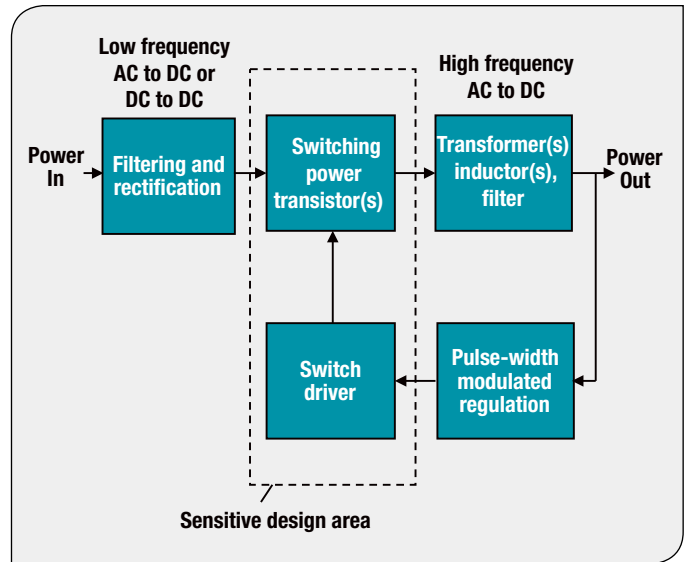 Low frequency
AC to DC or
DC to DC
High frequency
AC to DC
Power
In
Filtering and
rectification
Switching
power
transistor(s)
Transformer(s)
inductor(s),
filter
Power
Out
Switch
driver
Pulse-width
modulated
regulation
Sensitive design area